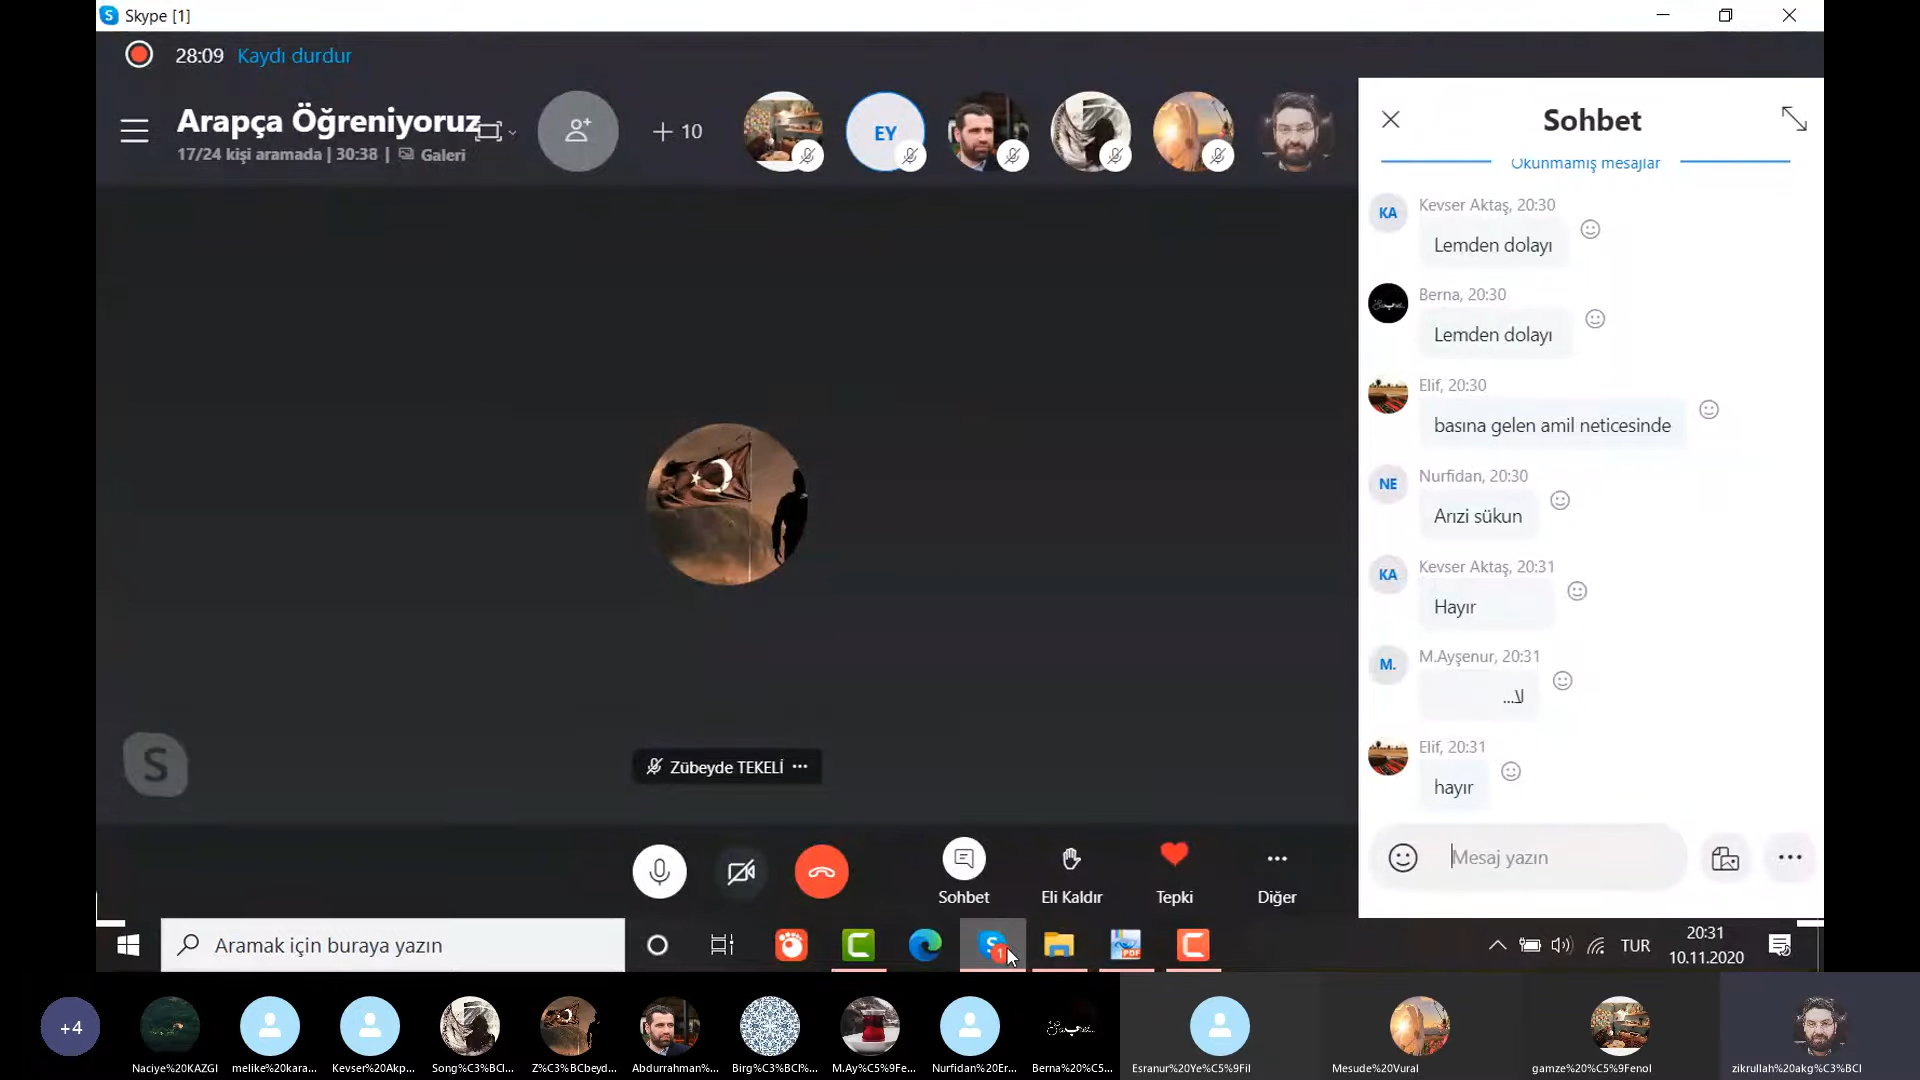 Skype [1]
28:09 Kaydı durdur
Arapça Öğreniyoruz
17/24 kişi aramada | 30:38 | Galeri
+ 10
EY
Sohbet
Okunmamış mesajlar
KA
Kevser Aktaş, 20:30
Lemden dolayı
Berna, 20:30
Lemden dolayı
Elif, 20:30
basına gelen amil neticesinde
NE
Nurfidan, 20:30
Arızi sükun
KA
Kevser Aktaş, 20:31
Hayır
M.
M.Ayşenur, 20:31
لا...
Elif, 20:31
hayır
Zübeyde TEKELİ
Mesaj yazın
Sohbet
Eli Kaldır
Tepki
Diğer
Aramak için buraya yazın
1
PDF
TUR
20:31
10.11.2020
+4
Naciye%20KAZGI
melike%20kara...
Kevser%20Akp...
Song%C3%BCl...
Z%C3%BCbeyd...
Abdurrahman%...
Birg%C3%BCl%...
M.Ay%C5%9Fe...
Nurfidan%20Er...
Berna%20%C5...
Esranur%20Ye%C5%9Fil
Mesude%20Vural
gamze%20%C5%9Fenol
zikrullah%20akg%C3%BCl